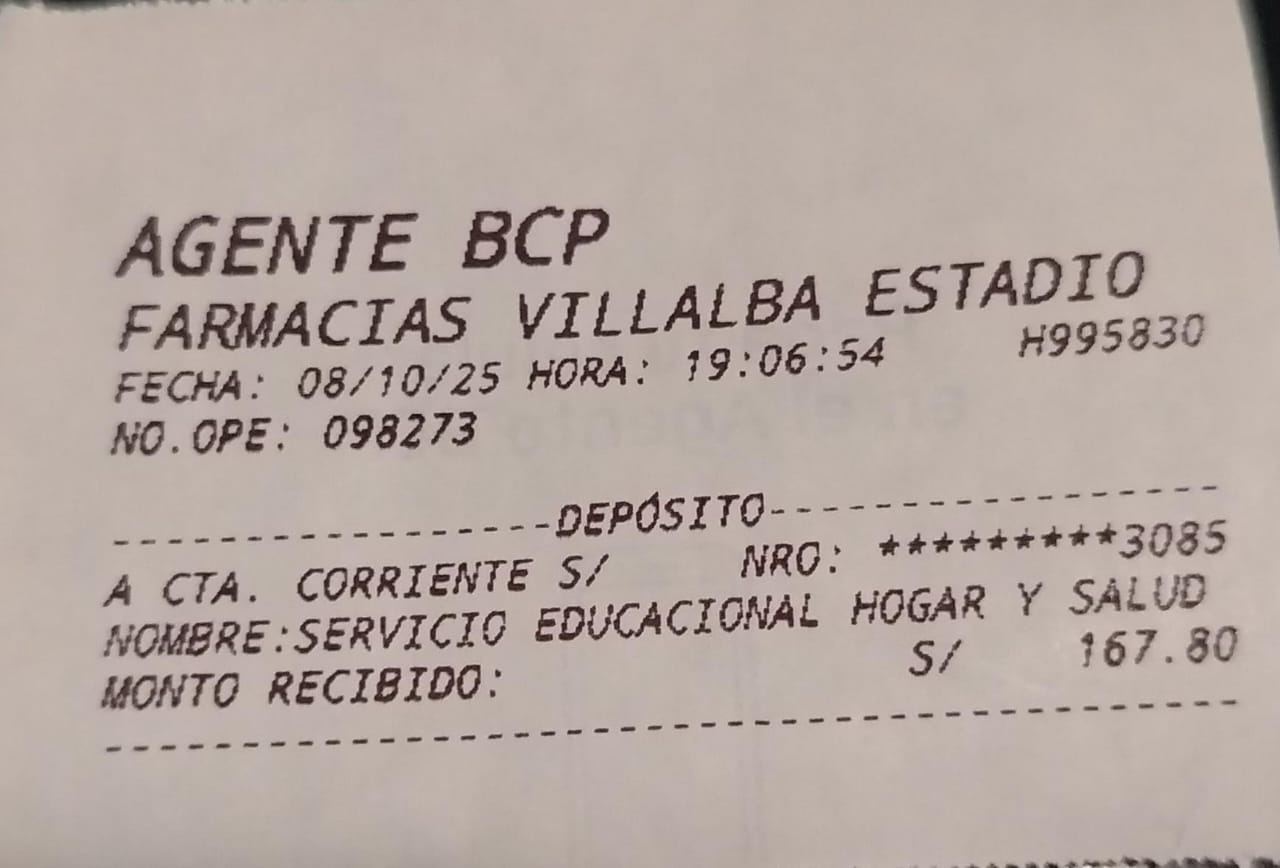 AGENTE BCP
FARMACIAS VILLALBA ESTADIO
FECHA: 08/10/25 HORA: 19:06:54 H995830
NO.OPE: 098273
----------------DEPÓSITO----------------
A CTA. CORRIENTE S/ NRO: *********3085
NOMBRE:SERVICIO EDUCACIONAL HOGAR Y SALUD
MONTO RECIBIDO: S/ 167.80